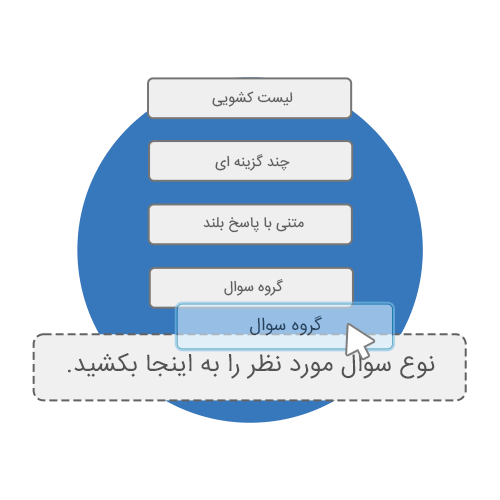 لیست کشویی
چند گزینه ای
متنی با پاسخ بلند
گروه سوال
گروه سوال
نوع سوال مورد نظر را به اینجا بکشید.